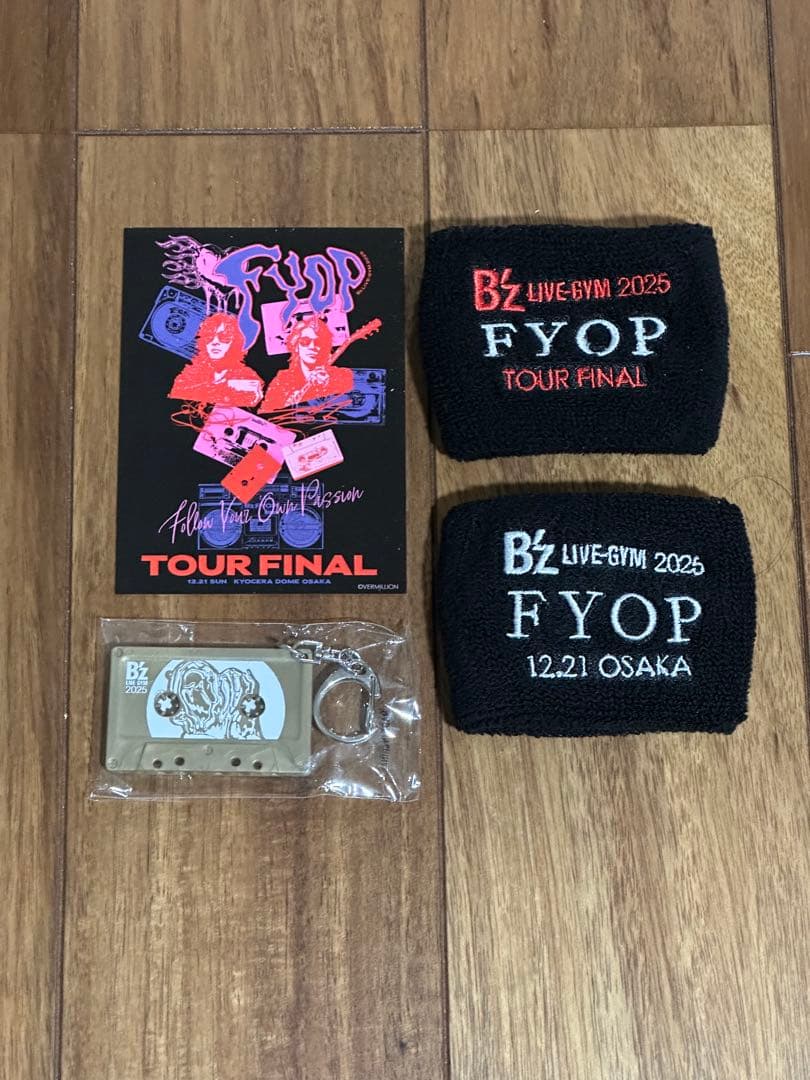 FYOP
Follow Your Own Passion
TOUR FINAL
12.21 SUN KYOCERA DOME OSAKA
©VERMILLION
B'z LIVE-GYM 2025
FYOP
TOUR FINAL
B'z LIVE-GYM 2025
FYOP
12.21 OSAKA
B'z
LIVE-GYM
2025